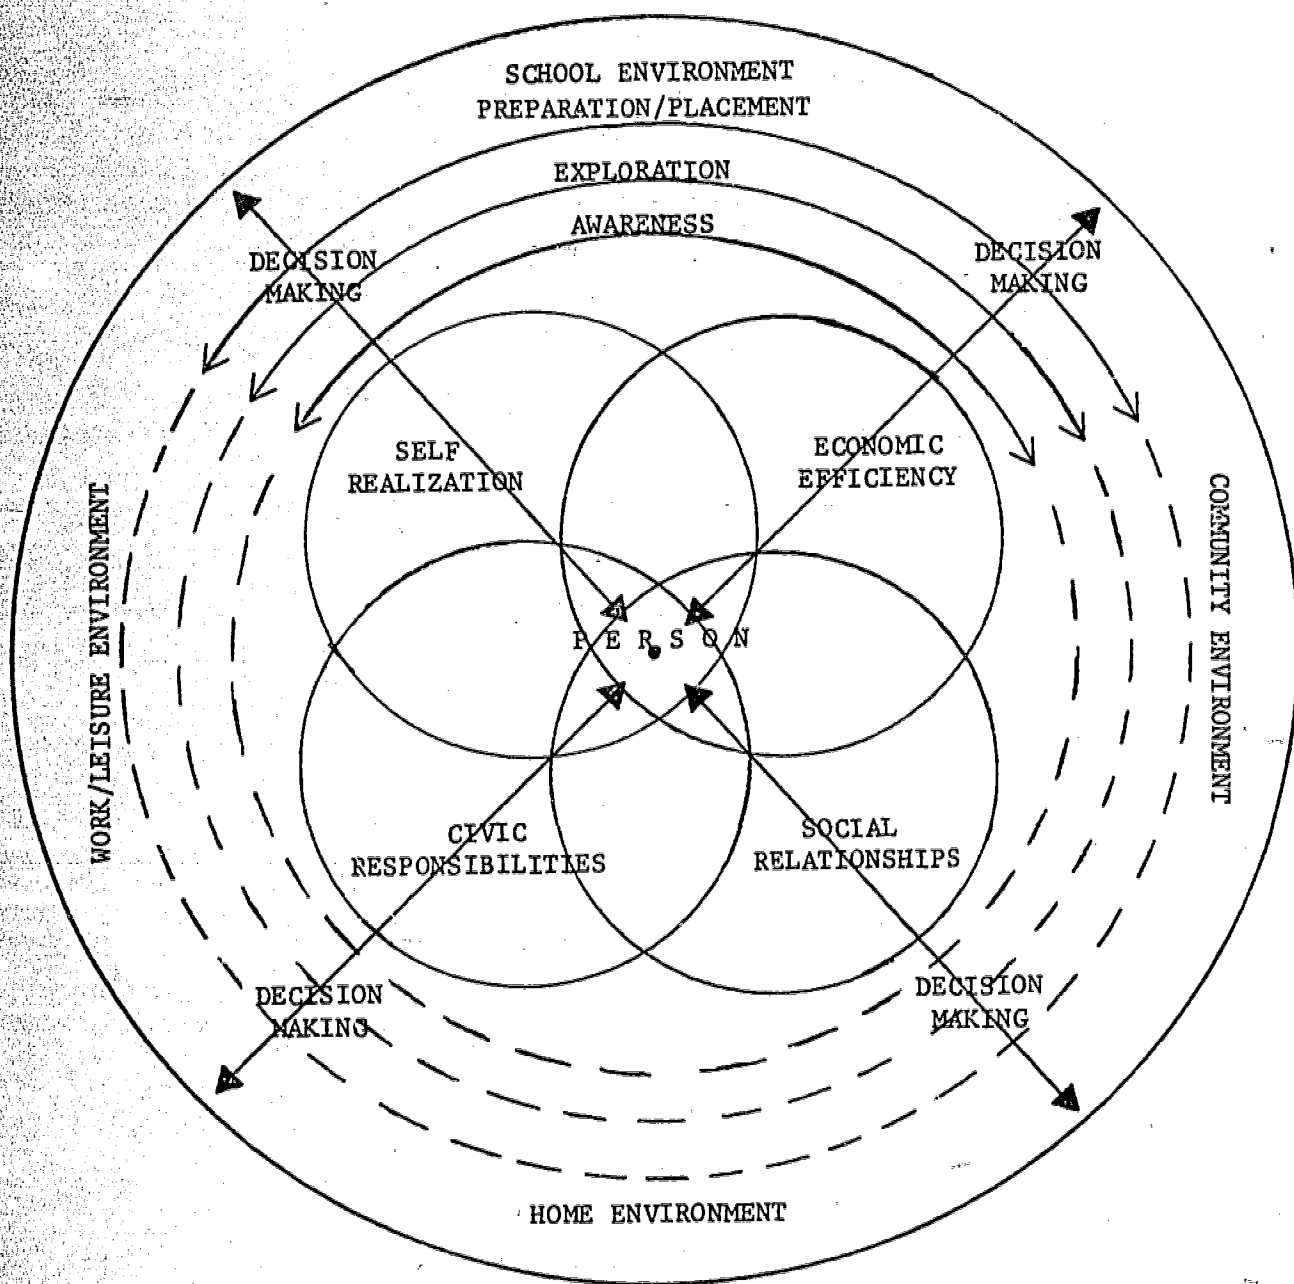 SCHOOL ENVIRONMENT
PREPARATION/PLACEMENT
EXPLORATION
AWARENESS
DECISION
MAKING
DECISION
MAKING
SELF
REALIZATION
ECONOMIC
EFFICIENCY
WORK/LEISURE ENVIRONMENT
COMMUNITY ENVIRONMENT
P E R S O N
CIVIC
RESPONSIBILITIES
SOCIAL
RELATIONSHIPS
DECISION
MAKING
DECISION
MAKING
HOME ENVIRONMENT